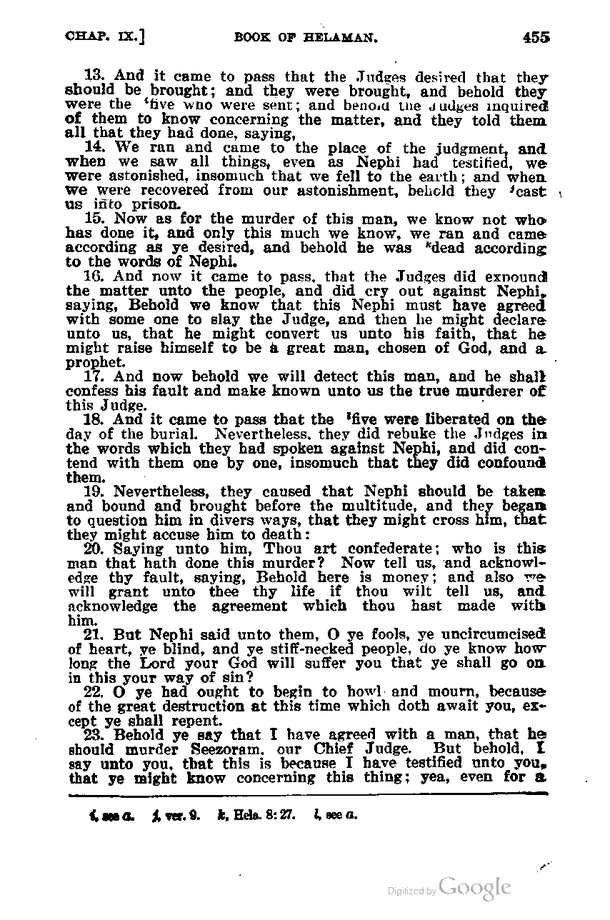 CHAP. IX.] BOOK OF HELAMAN. 455
13. And it came to pass that the Judges desired that they
should be brought; and they were brought, and behold they
were the ⁱfive who were sent; and behold the Judges inquired
of them to know concerning the matter, and they told them
all that they had done, saying,
14. We ran and came to the place of the judgment, and
when we saw all things, even as Nephi had testified, we
were astonished, insomuch that we fell to the earth; and when
we were recovered from our astonishment, behold they ʲcast
us into prison.
15. Now as for the murder of this man, we know not who
has done it, and only this much we know, we ran and came
according as ye desired, and behold he was ᵏdead according
to the words of Nephi.
16. And now it came to pass, that the Judges did expound
the matter unto the people, and did cry out against Nephi,
saying, Behold we know that this Nephi must have agreed
with some one to slay the Judge, and then he might declare
unto us, that he might convert us unto his faith, that he
might raise himself to be a great man, chosen of God, and a
prophet.
17. And now behold we will detect this man, and he shall
confess his fault and make known unto us the true murderer of
this Judge.
18. And it came to pass that the ˡfive were liberated on the
day of the burial. Nevertheless, they did rebuke the Judges in
the words which they had spoken against Nephi, and did con-
tend with them one by one, insomuch that they did confound
them.
19. Nevertheless, they caused that Nephi should be taken
and bound and brought before the multitude, and they began
to question him in divers ways, that they might cross him, that
they might accuse him to death:
20. Saying unto him, Thou art confederate; who is this
man that hath done this murder? Now tell us, and acknowl-
edge thy fault, saying, Behold here is money; and also we
will grant unto thee thy life if thou wilt tell us, and
acknowledge the agreement which thou hast made with
him.
21. But Nephi said unto them, O ye fools, ye uncircumcised
of heart, ye blind, and ye stiff-necked people, do ye know how
long the Lord your God will suffer you that ye shall go on
in this your way of sin?
22. O ye had ought to begin to howl and mourn, because
of the great destruction at this time which doth await you, ex-
cept ye shall repent.
23. Behold ye say that I have agreed with a man, that he
should murder Seezoram, our Chief Judge. But behold, I
say unto you, that this is because I have testified unto you,
that ye might know concerning this thing; yea, even for a
i, see a. j, ver. 9. k, Hela. 8:27. l, see a.
Digitized by Google